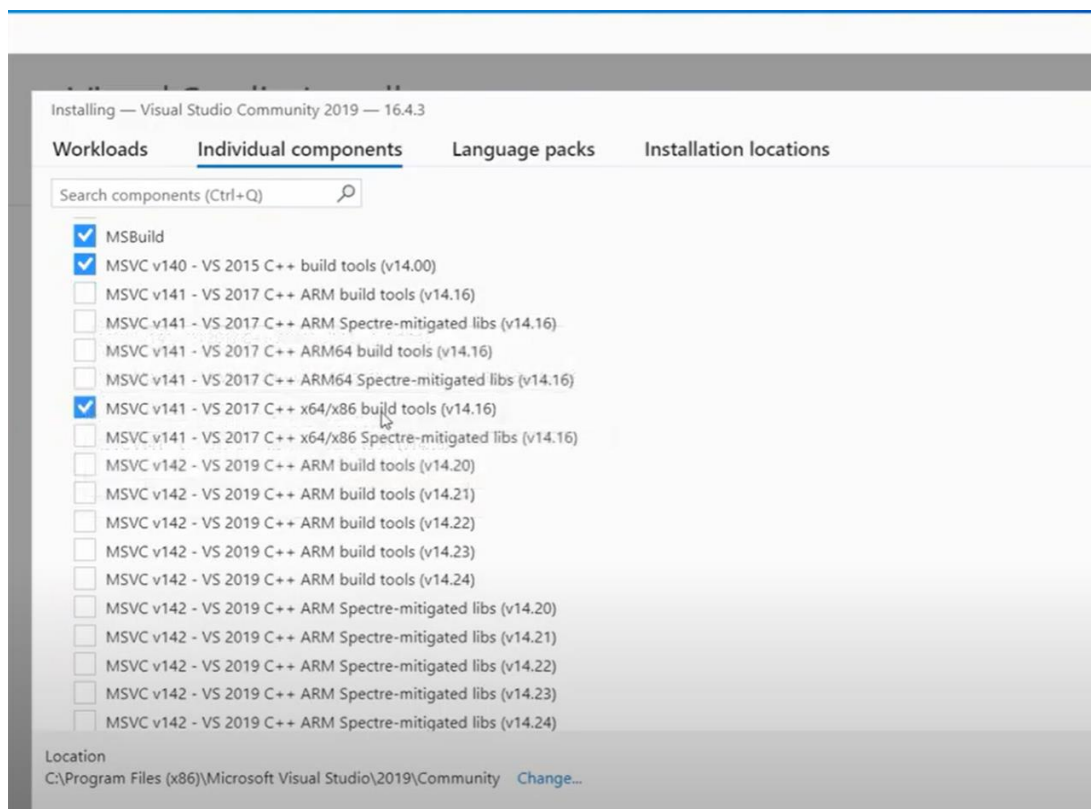 Installing — Visual Studio Community 2019 — 16.4.3
Workloads Individual components Language packs Installation locations
Search components (Ctrl+Q)
MSBuild
MSVC v140 - VS 2015 C++ build tools (v14.00)
MSVC v141 - VS 2017 C++ ARM build tools (v14.16)
MSVC v141 - VS 2017 C++ ARM Spectre-mitigated libs (v14.16)
MSVC v141 - VS 2017 C++ ARM64 build tools (v14.16)
MSVC v141 - VS 2017 C++ ARM64 Spectre-mitigated libs (v14.16)
MSVC v141 - VS 2017 C++ x64/x86 build tools (v14.16)
MSVC v141 - VS 2017 C++ x64/x86 Spectre-mitigated libs (v14.16)
MSVC v142 - VS 2019 C++ ARM build tools (v14.20)
MSVC v142 - VS 2019 C++ ARM build tools (v14.21)
MSVC v142 - VS 2019 C++ ARM build tools (v14.22)
MSVC v142 - VS 2019 C++ ARM build tools (v14.23)
MSVC v142 - VS 2019 C++ ARM build tools (v14.24)
MSVC v142 - VS 2019 C++ ARM Spectre-mitigated libs (v14.20)
MSVC v142 - VS 2019 C++ ARM Spectre-mitigated libs (v14.21)
MSVC v142 - VS 2019 C++ ARM Spectre-mitigated libs (v14.22)
MSVC v142 - VS 2019 C++ ARM Spectre-mitigated libs (v14.23)
MSVC v142 - VS 2019 C++ ARM Spectre-mitigated libs (v14.24)
Location
C:\Program Files (x86)\Microsoft Visual Studio\2019\Community Change...